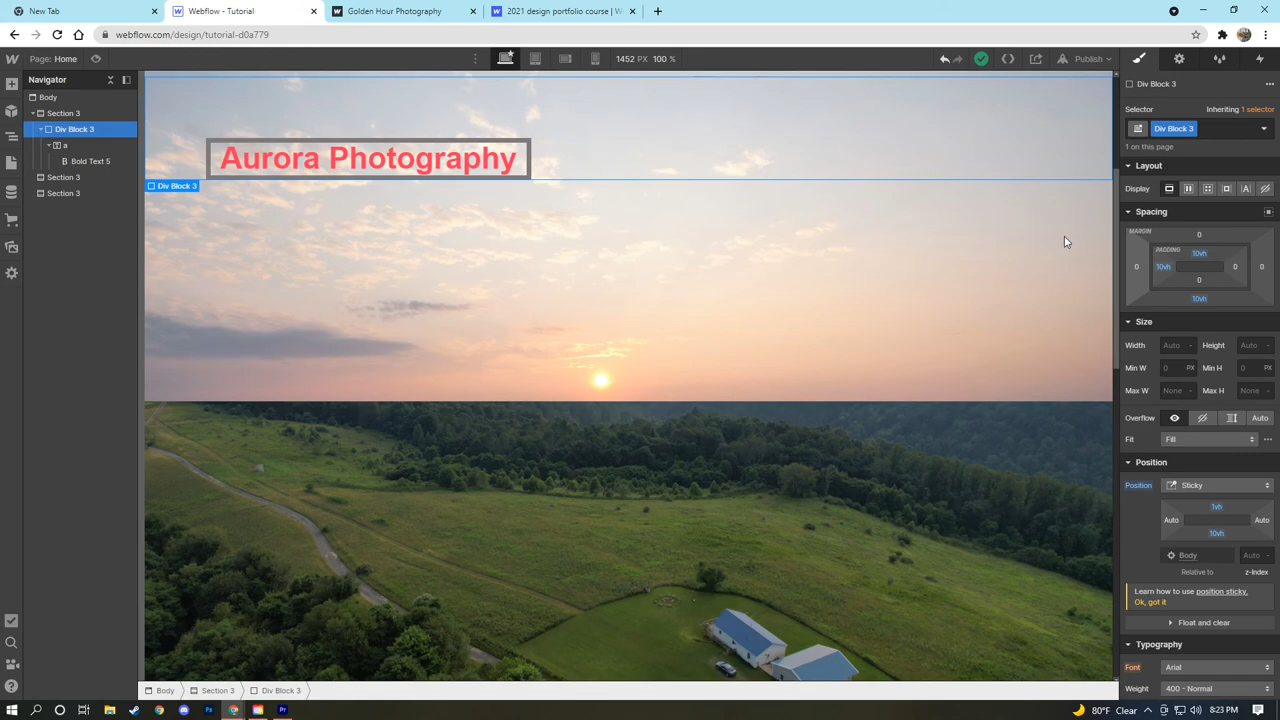 New Tab
Webflow - Tutorial
Golden Hour Photography
2021 design portfolio course | W
webflow.com/design/tutorial-d0a779
Page: Home
1452 PX 100 %
Publish
Navigator
Body
Section 3
Div Block 3
a
Bold Text 5
Section 3
Section 3
Aurora Photography
Div Block 3
Div Block 3
Selector
Inheriting 1 selector
Div Block 3
1 on this page
Layout
Display
Spacing
MARGIN
0
PADDING
10vh
0
10vh
0
0
0
10vh
Size
Width Auto - Height Auto -
Min W 0 PX Min H 0 PX
Max W None - Max H None -
Overflow Auto
Fit Fill
Position
Position Sticky
1vh
Auto Auto
10vh
Body Auto -
Relative to z-Index
Learn how to use position sticky.
Ok, got it
Float and clear
Typography
Font Arial
Weight 400 - Normal
Body Section 3 Div Block 3
80°F Clear 8:23 PM